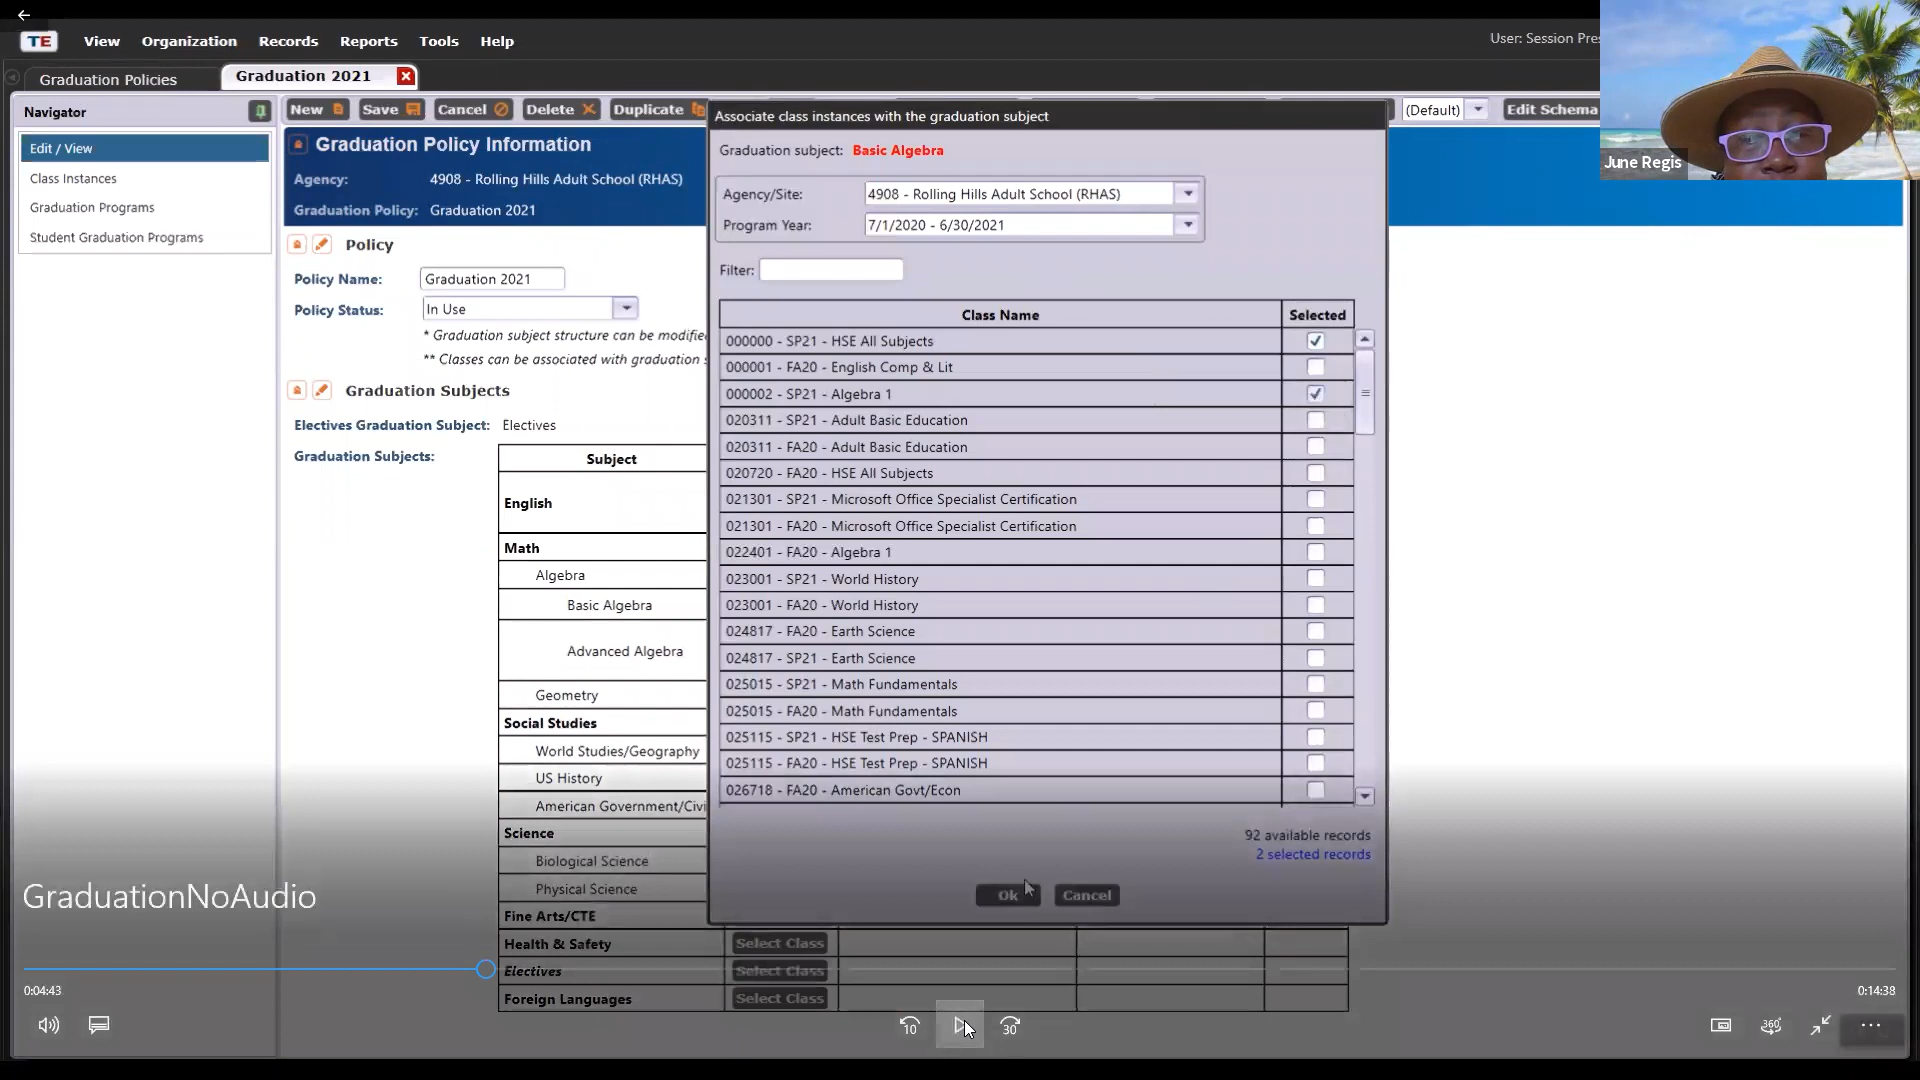 TE View Organization Records Reports Tools Help
User: Session Pres
Graduation Policies Graduation 2021
Navigator
Edit / View
Class Instances
Graduation Programs
Student Graduation Programs
New Save Cancel Delete Duplicate
(Default) Edit Schema
June Regis
Graduation Policy Information
Agency: 4908 - Rolling Hills Adult School (RHAS)
Graduation Policy: Graduation 2021
Policy
Policy Name: Graduation 2021
Policy Status: In Use
* Graduation subject structure can be modified
** Classes can be associated with graduation s
Graduation Subjects
Electives Graduation Subject: Electives
Graduation Subjects:
Subject
English
Math
Algebra
Basic Algebra
Advanced Algebra
Geometry
Social Studies
World Studies/Geography
US History
American Government/Civi
Science
Biological Science
Physical Science
Fine Arts/CTE
Health & Safety Select Class
Electives Select Class
Foreign Languages Select Class
Associate class instances with the graduation subject
Graduation subject: Basic Algebra
Agency/Site: 4908 - Rolling Hills Adult School (RHAS)
Program Year: 7/1/2020 - 6/30/2021
Filter:
Class Name Selected
000000 - SP21 - HSE All Subjects
000001 - FA20 - English Comp & Lit
000002 - SP21 - Algebra 1
020311 - SP21 - Adult Basic Education
020311 - FA20 - Adult Basic Education
020720 - FA20 - HSE All Subjects
021301 - SP21 - Microsoft Office Specialist Certification
021301 - FA20 - Microsoft Office Specialist Certification
022401 - FA20 - Algebra 1
023001 - SP21 - World History
023001 - FA20 - World History
024817 - FA20 - Earth Science
024817 - SP21 - Earth Science
025015 - SP21 - Math Fundamentals
025015 - FA20 - Math Fundamentals
025115 - SP21 - HSE Test Prep - SPANISH
025115 - FA20 - HSE Test Prep - SPANISH
026718 - FA20 - American Govt/Econ
92 available records
2 selected records
Ok Cancel
GraduationNoAudio
0:04:43 0:14:38
10 30 360°